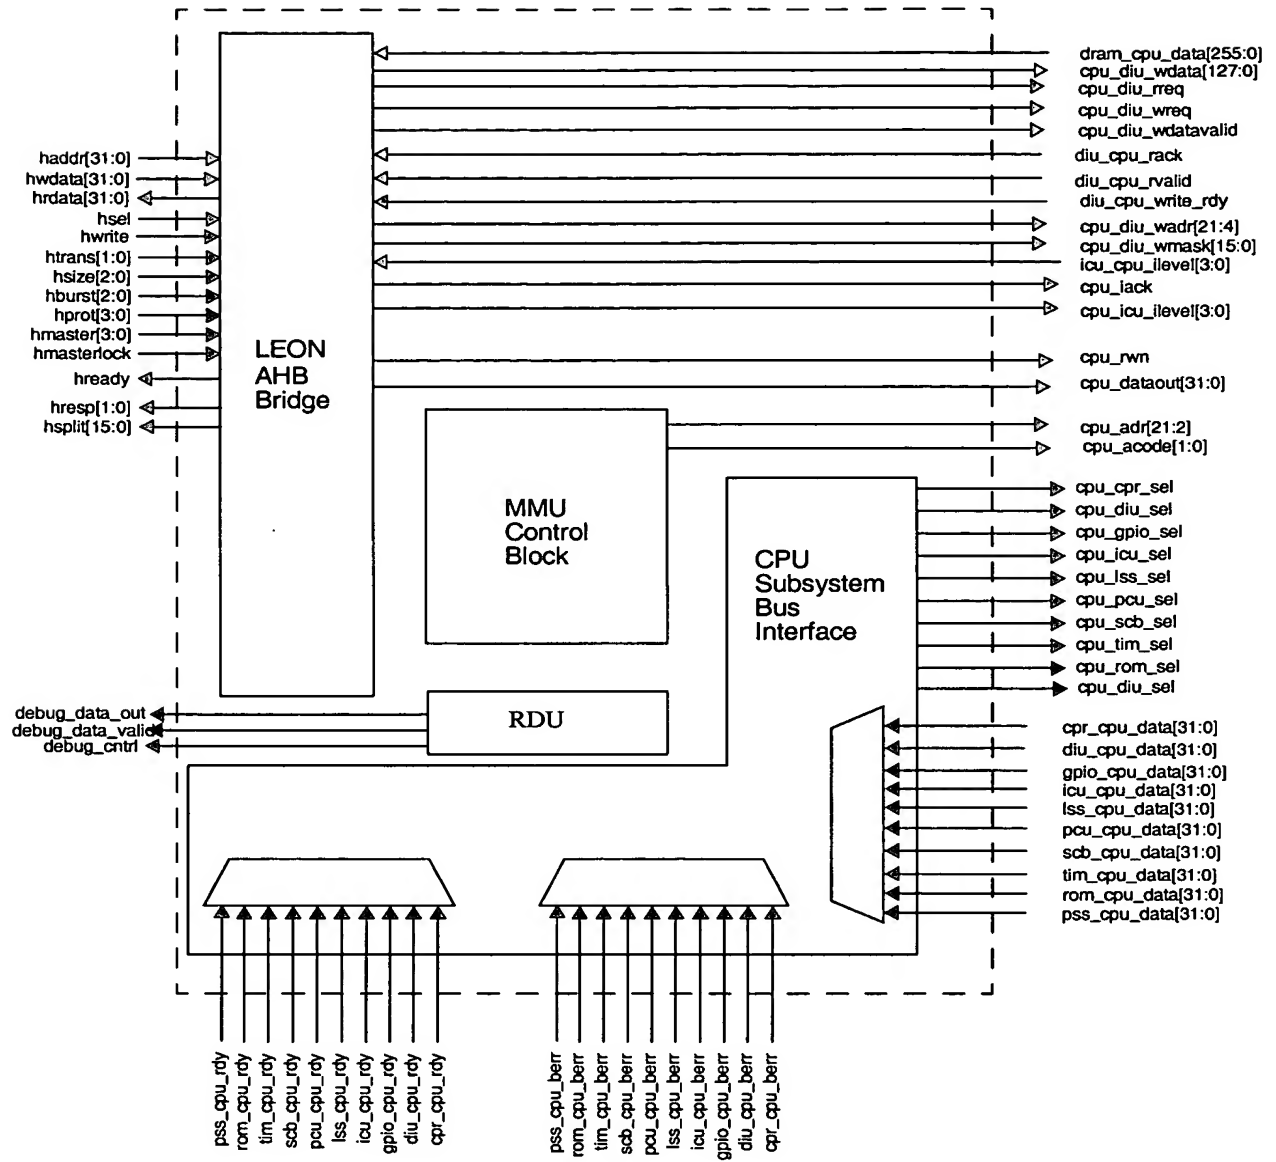 dram_cpu_data[255:0]
cpu_diu_wdata[127:0]
cpu_diu_rreq
cpu_diu_wreq
cpu_diu_wdatavalid
diu_cpu_rack
diu_cpu_rvalid
diu_cpu_write_rdy
cpu_diu_wadr[21:4]
cpu_diu_wmask[15:0]
icu_cpu_ilevel[3:0]
cpu_iack
cpu_icu_ilevel[3:0]
cpu_rwn
cpu_dataout[31:0]
cpu_adr[21:2]
cpu_acode[1:0]
haddr[31:0]
hwdata[31:0]
hrdata[31:0]
hsel
hwrite
htrans[1:0]
hsize[2:0]
hburst[2:0]
hprot[3:0]
hmaster[3:0]
hmasterlock
hready
hresp[1:0]
hsplit[15:0]
LEON
AHB
Bridge
MMU
Control
Block
CPU
Subsystem
Bus
Interface
cpu_cpr_sel
cpu_diu_sel
cpu_gpio_sel
cpu_icu_sel
cpu_lss_sel
cpu_pcu_sel
cpu_scb_sel
cpu_tim_sel
cpu_rom_sel
cpu_diu_sel
RDU
debug_data_out
debug_data_valid
debug_cntrl
cpr_cpu_data[31:0]
diu_cpu_data[31:0]
gpio_cpu_data[31:0]
icu_cpu_data[31:0]
lss_cpu_data[31:0]
pcu_cpu_data[31:0]
scb_cpu_data[31:0]
tim_cpu_data[31:0]
rom_cpu_data[31:0]
pss_cpu_data[31:0]
pss_cpu_rdy
rom_cpu_rdy
tim_cpu_rdy
scb_cpu_rdy
pcu_cpu_rdy
lss_cpu_rdy
icu_cpu_rdy
gpio_cpu_rdy
diu_cpu_rdy
cpr_cpu_rdy
pss_cpu_berr
rom_cpu_berr
tim_cpu_berr
scb_cpu_berr
pcu_cpu_berr
lss_cpu_berr
icu_cpu_berr
gpio_cpu_berr
diu_cpu_berr
cpr_cpu_berr